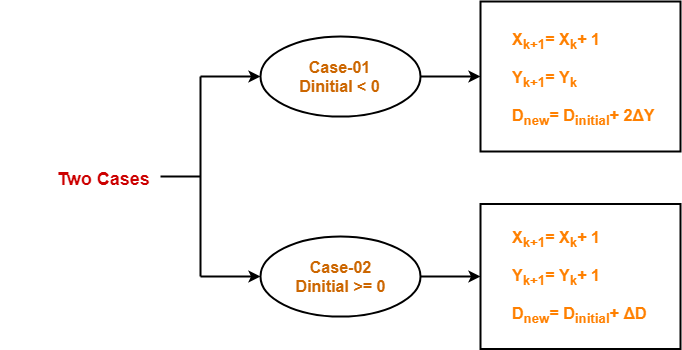 Two Cases
Case-01
Dinitial < 0
Xk+1= Xk+ 1
Yk+1= Yk
Dnew= Dinitial+ 2ΔY
Case-02
Dinitial >= 0
Xk+1= Xk+ 1
Yk+1= Yk+ 1
Dnew= Dinitial+ ΔD